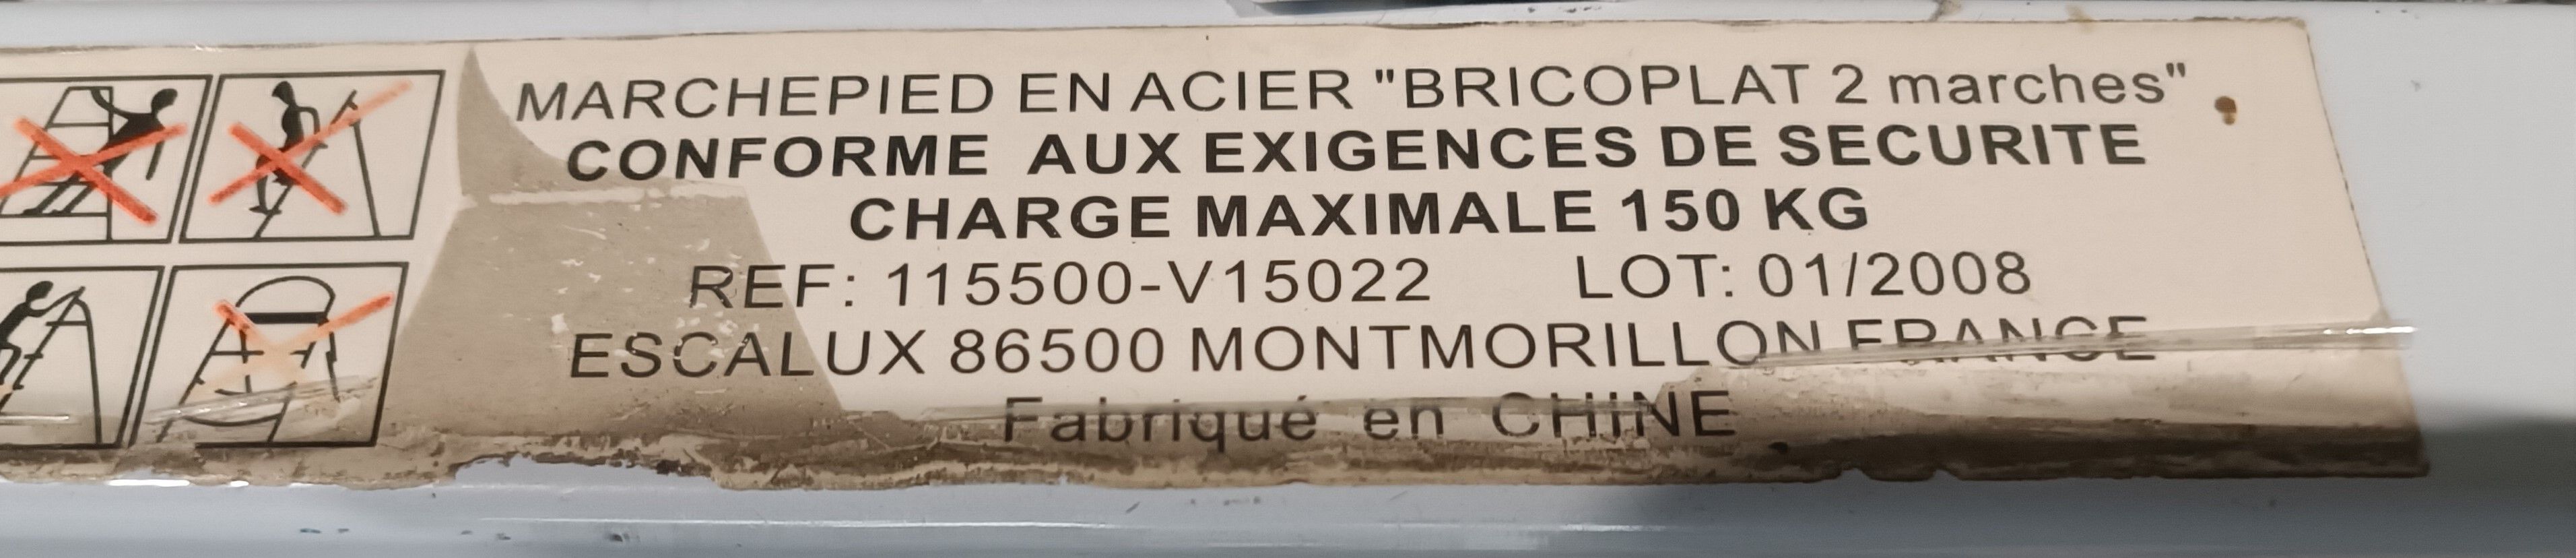 MARCHEPIED EN ACIER "BRICOPLAT 2 marches"
CONFORME AUX EXIGENCES DE SECURITE
CHARGE MAXIMALE 150 KG
REF: 115500-V15022 LOT: 01/2008
ESCALUX 86500 MONTMORILLON FRANCE
Fabriqué en CHINE